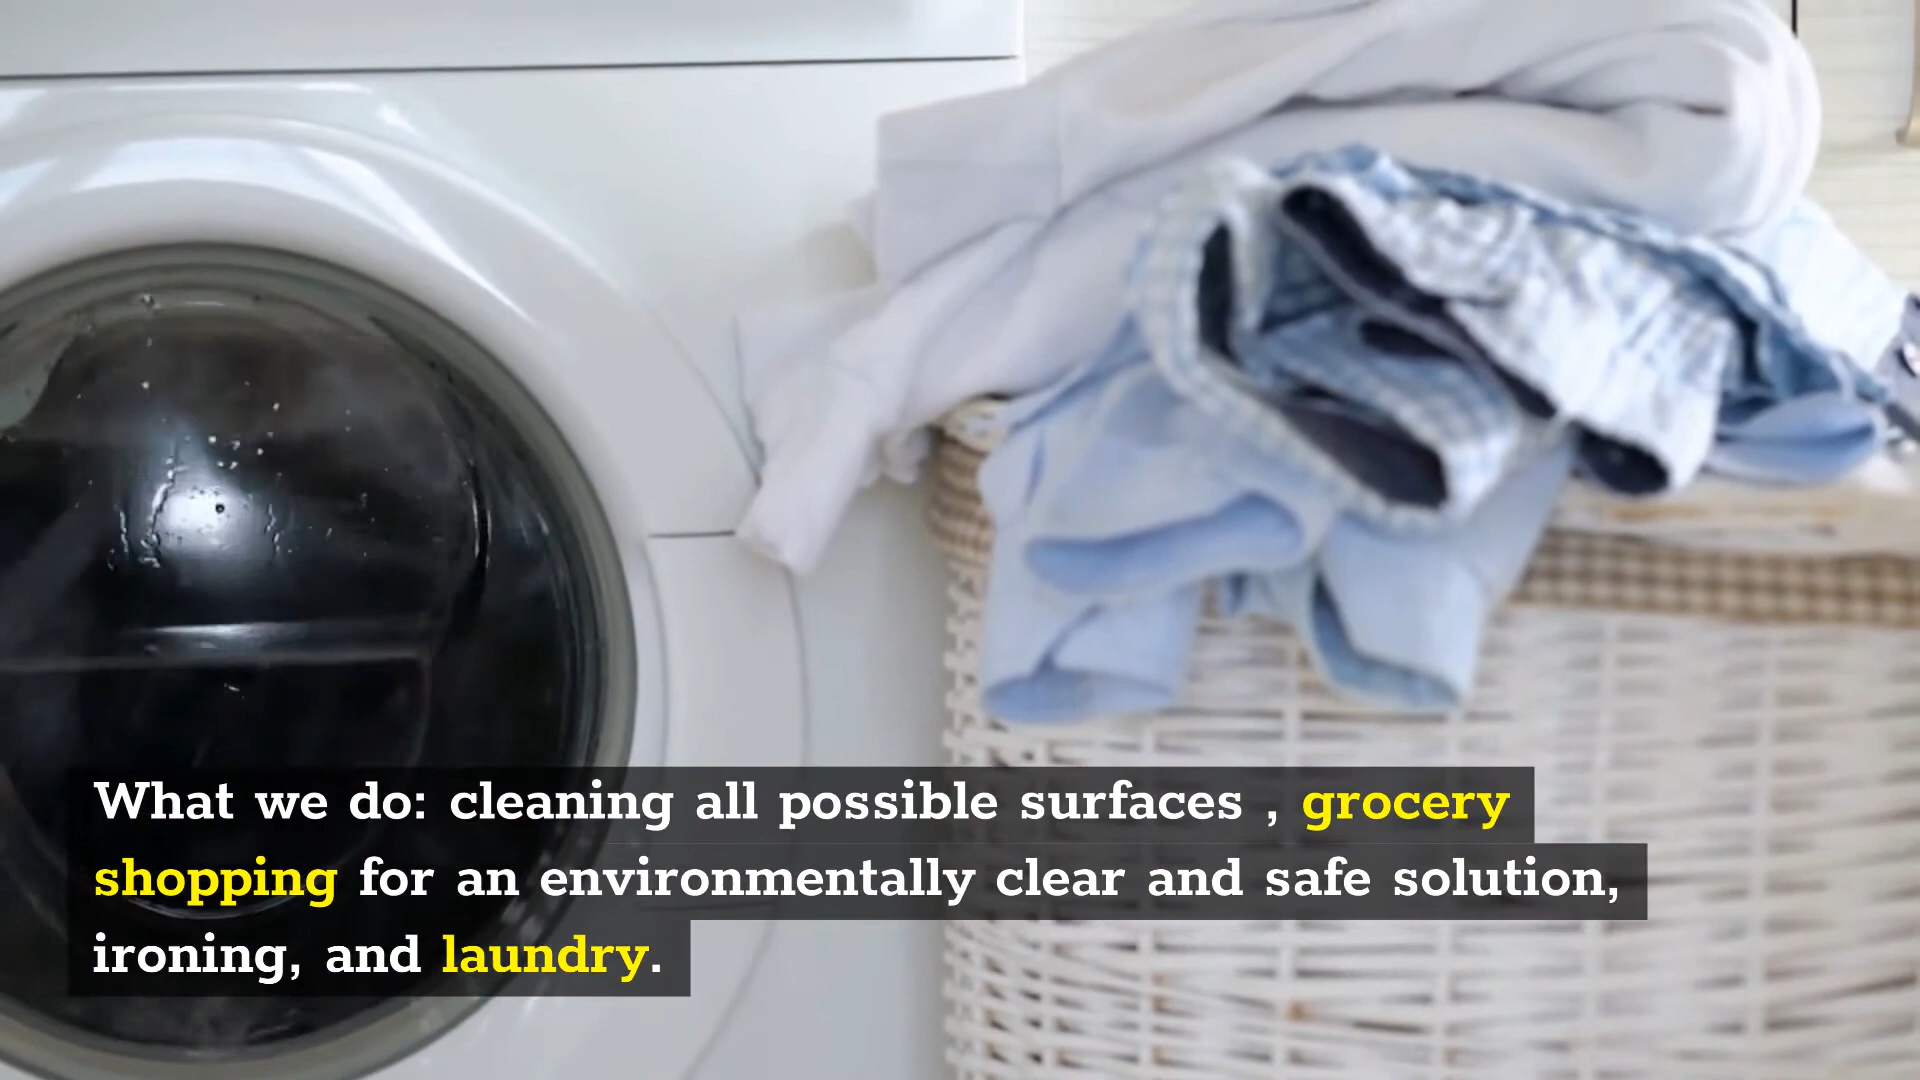 What we do: cleaning all possible surfaces , grocery
shopping for an environmentally clear and safe solution,
ironing, and laundry.